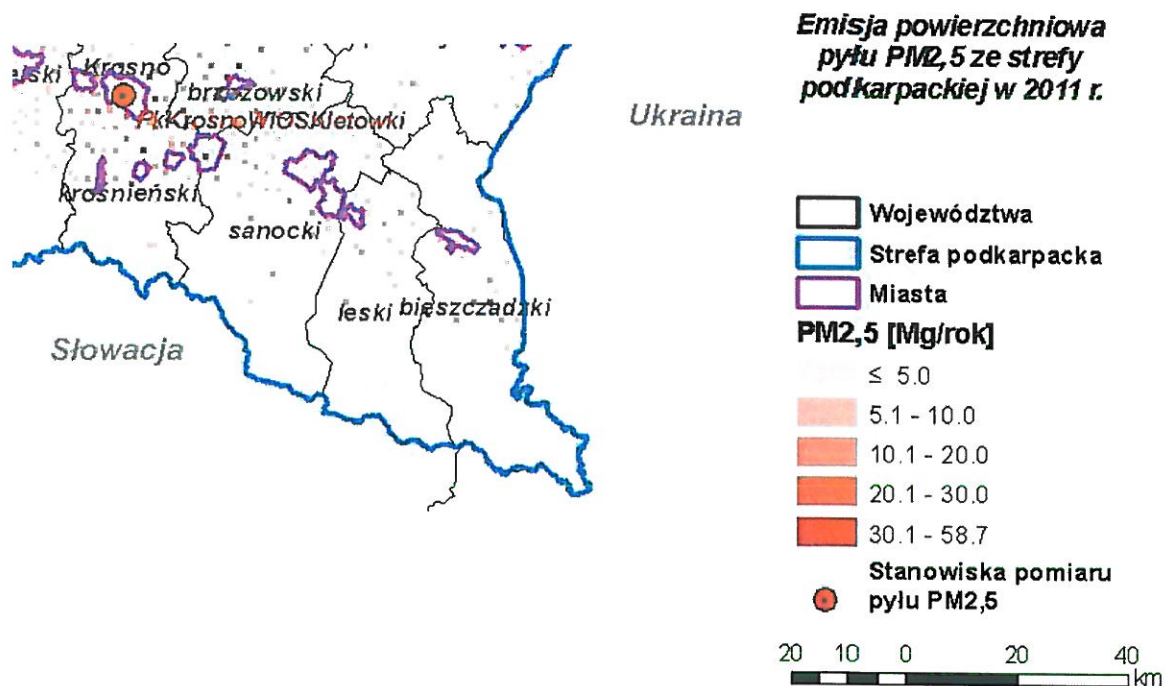 Emisja powierzchniowa
pyłu PM2,5 ze strefy
podkarpackiej w 2011 r.
Krosno
brzozowski
Ukraina
krośnieński
sanocki
leski
bieszczadzki
Słowacja
Województwa
Strefa podkarpacka
Miasta
PM2,5 [Mg/rok]
≤ 5.0
5.1 - 10.0
10.1 - 20.0
20.1 - 30.0
30.1 - 58.7
Stanowiska pomiaru
pyłu PM2,5
20 10 0 20 40
km